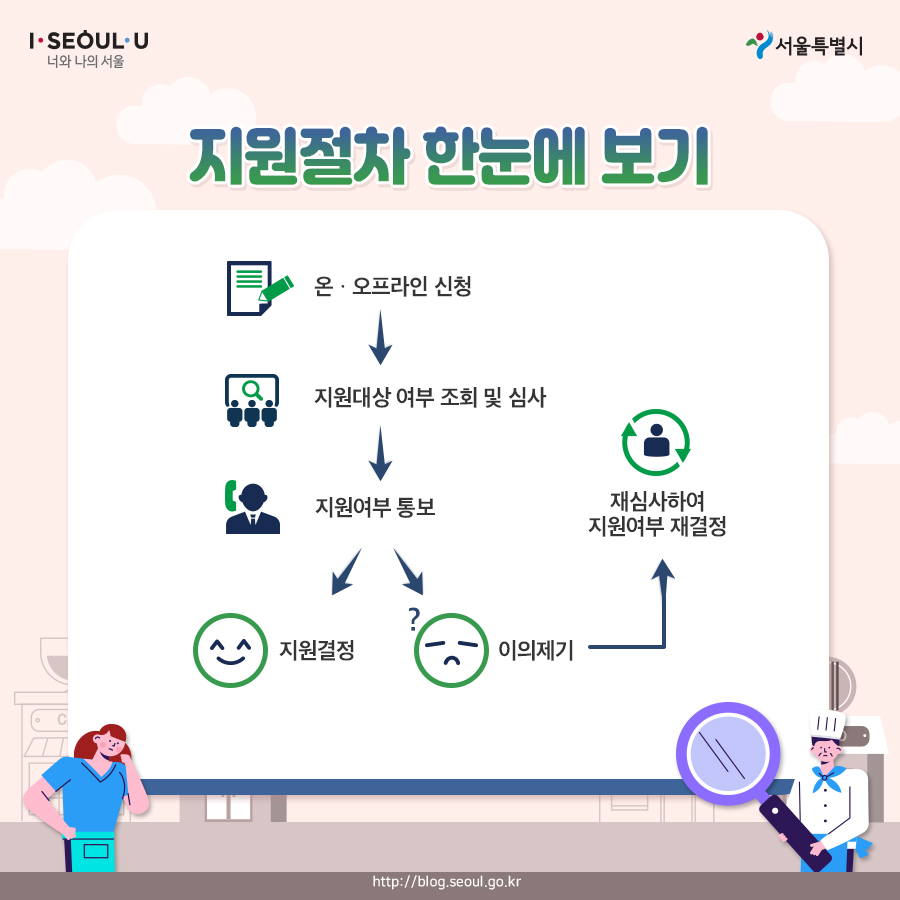 I·SEOUL·U
너와 나의 서울
서울특별시
지원절차 한눈에 보기
온 · 오프라인 신청
지원대상 여부 조회 및 심사
지원여부 통보
재심사하여
지원여부 재결정
?
지원결정
이의제기
http://blog.seoul.go.kr